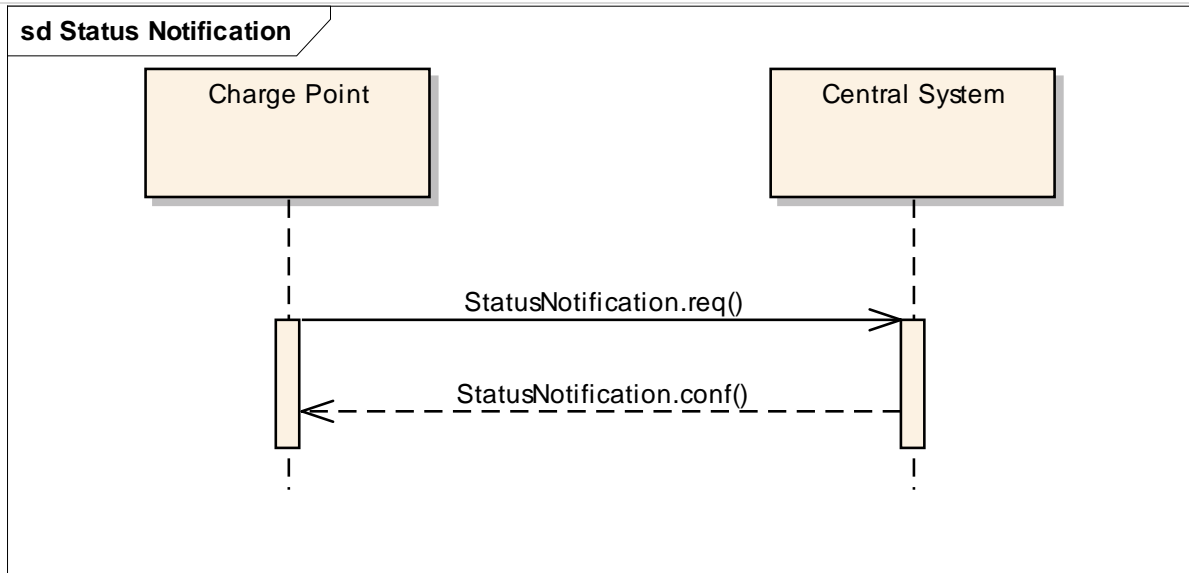 sd Status Notification
Charge Point
Central System
StatusNotification.req()
StatusNotification.conf()